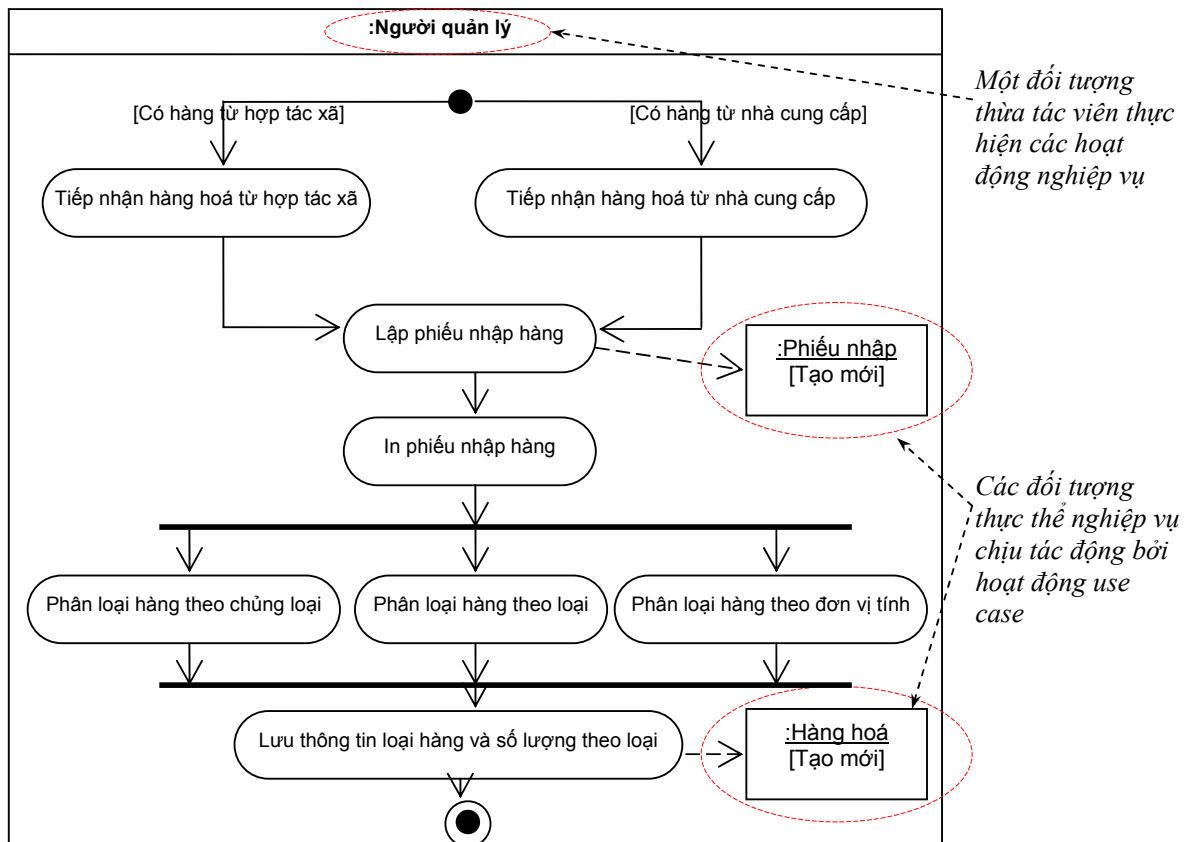 :Người quản lý
Một đối tượng
thừa tác viên thực
hiện các hoạt
động nghiệp vụ
[Có hàng từ hợp tác xã]
[Có hàng từ nhà cung cấp]
Tiếp nhận hàng hoá từ hợp tác xã
Tiếp nhận hàng hoá từ nhà cung cấp
Lập phiếu nhập hàng
:Phiếu nhâp
[Tạo mới]
In phiếu nhập hàng
Các đối tượng
thực thể nghiệp vụ
chịu tác động bởi
hoạt động use
case
Phân loại hàng theo chủng loại
Phân loại hàng theo loại
Phân loại hàng theo đơn vị tính
Lưu thông tin loại hàng và số lượng theo loại
:Hàng hoá
[Tạo mới]